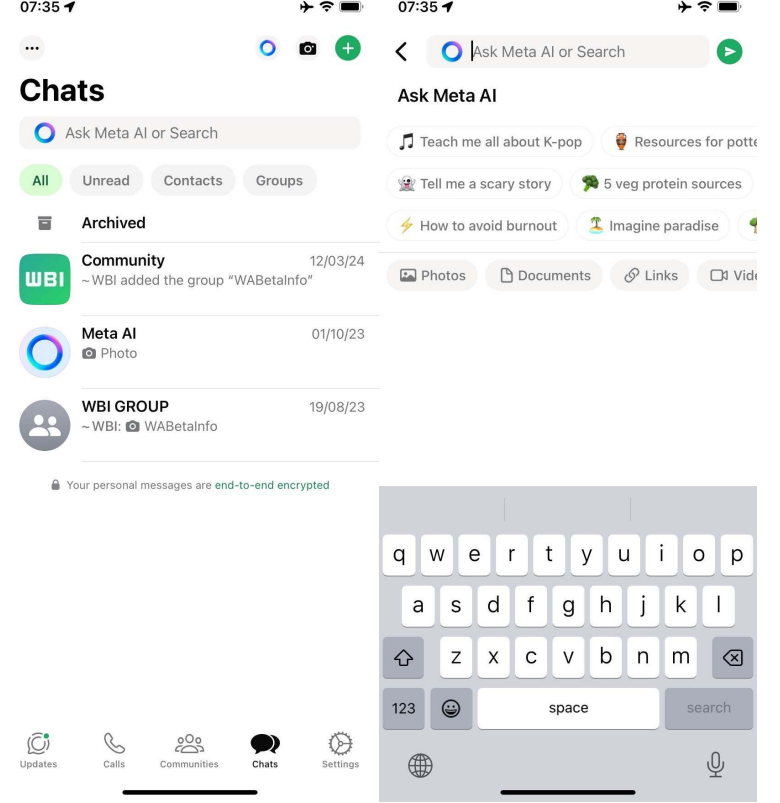 07:35
Chats
Ask Meta AI or Search
All Unread Contacts Groups
Archived
WBI
Community 12/03/24
~WBI added the group “WABetaInfo”
Meta AI 01/10/23
Photo
WBI GROUP 19/08/23
~WBI: WABetaInfo
Your personal messages are end-to-end encrypted
Updates Calls Communities Chats Settings
07:35
Ask Meta AI or Search
Ask Meta AI
Teach me all about K-pop Resources for potte
Tell me a scary story 5 veg protein sources
How to avoid burnout Imagine paradise
Photos Documents Links Vide
q w e r t y u i o p
a s d f g h j k l
z x c v b n m
123 space search